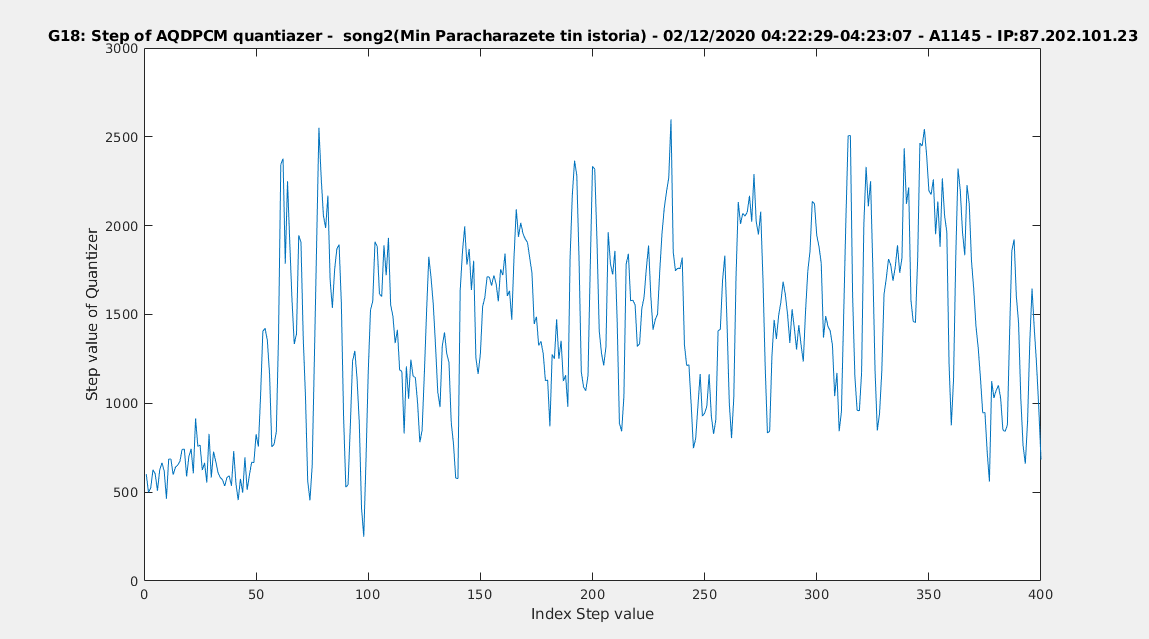 G18: Step of AQDPCM quantiazer -  song2(Min Paracharazete tin istoria) - 02/12/2020 04:22:29-04:23:07 - A1145 - IP:87.202.101.23
3000
2500
2000
1500
1000
500
0
Step value of Quantizer
0 50 100 150 200 250 300 350 400
Index Step value